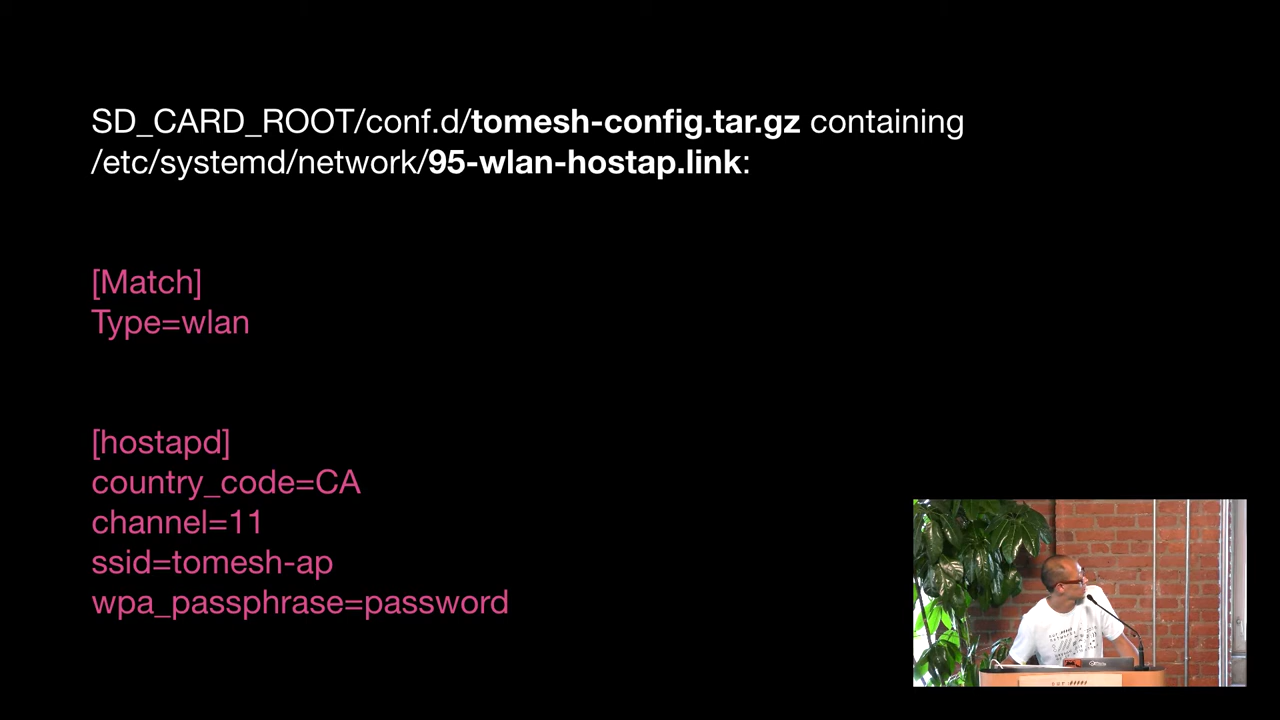 SD_CARD_ROOT/conf.d/tomesh-config.tar.gz containing
/etc/systemd/network/95-wlan-hostap.link:
[Match]
Type=wlan
[hostapd]
country_code=CA
channel=11
ssid=tomesh-ap
wpa_passphrase=password